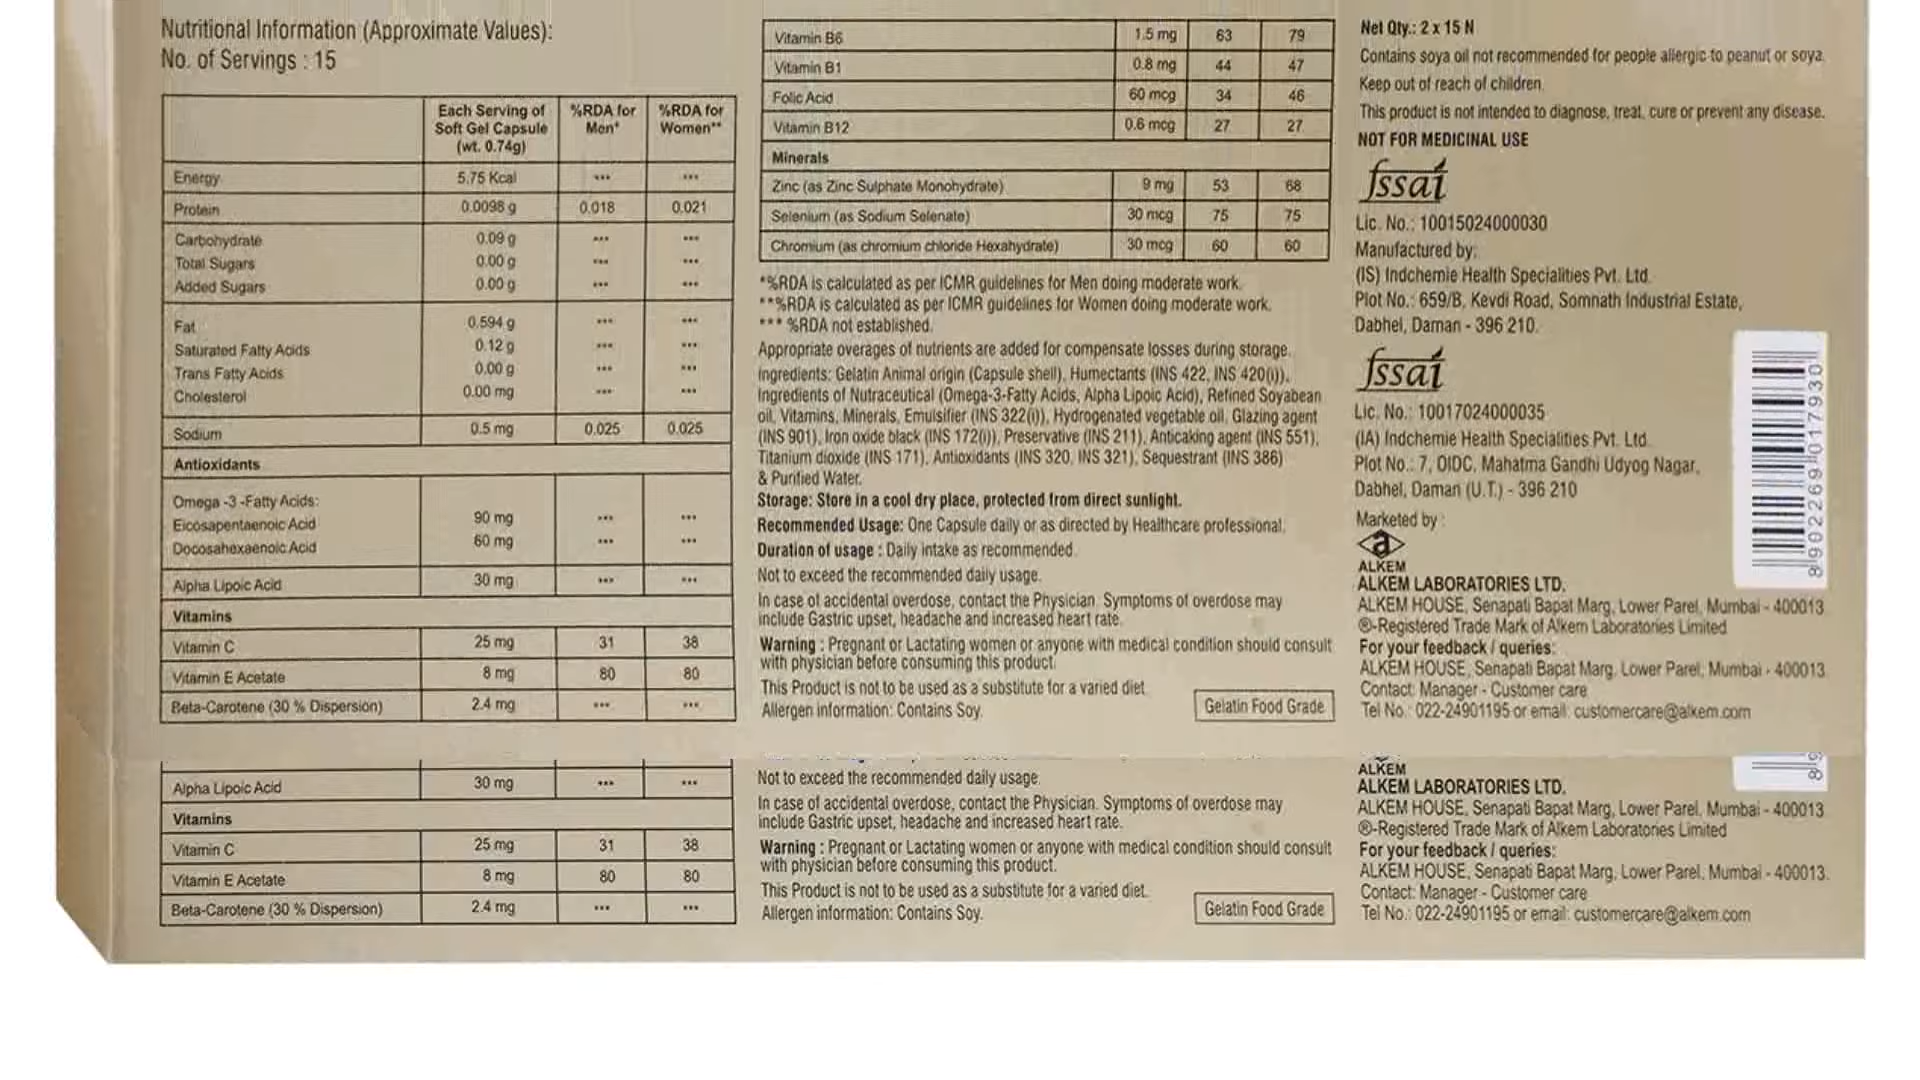 Nutritional Information (Approximate Values):
No. of Servings : 15
Each Serving of Soft Gel Capsule (wt. 0.74g) %RDA for Men* %RDA for Women**
Energy 5.75 Kcal *** ***
Protein 0.0098 g 0.018 0.021
Carbohydrate 0.09 g *** ***
Total Sugars 0.00 g *** ***
Added Sugars 0.00 g *** ***
Fat 0.594 g *** ***
Saturated Fatty Acids 0.12 g *** ***
Trans Fatty Acids 0.00 g *** ***
Cholesterol 0.00 mg *** ***
Sodium 0.5 mg 0.025 0.025
Antioxidants
Omega -3 -Fatty Acids:
Eicosapentaenoic Acid 90 mg *** ***
Docosahexaenoic Acid 60 mg *** ***
Alpha Lipoic Acid 30 mg *** ***
Vitamins
Vitamin C 25 mg 31 38
Vitamin E Acetate 8 mg 80 80
Beta-Carotene (30 % Dispersion) 2.4 mg *** ***
Vitamin B6 1.5 mg 63 79
Vitamin B1 0.8 mg 44 47
Folic Acid 60 mcg 34 46
Vitamin B12 0.6 mcg 27 27
Minerals
Zinc (as Zinc Sulphate Monohydrate) 9 mg 53 68
Selenium (as Sodium Selenate) 30 mcg 75 75
Chromium (as chromium chloride Hexahydrate) 30 mcg 60 60
*%RDA is calculated as per ICMR guidelines for Men doing moderate work.
**%RDA is calculated as per ICMR guidelines for Women doing moderate work.
*** %RDA not established.
Appropriate overages of nutrients are added for compensate losses during storage.
Ingredients: Gelatin Animal origin (Capsule shell), Humectants (INS 422, INS 420(i)),
Ingredients of Nutraceutical (Omega-3-Fatty Acids, Alpha Lipoic Acid), Refined Soyabean
oil, Vitamins, Minerals, Emulsifier (INS 322(i)), Hydrogenated vegetable oil, Glazing agent
(INS 901), Iron oxide black (INS 172(i)), Preservative (INS 211), Anticaking agent (INS 551),
Titanium dioxide (INS 171), Antioxidants (INS 320, INS 321), Sequestrant (INS 386)
& Purified Water.
Storage: Store in a cool dry place, protected from direct sunlight.
Recommended Usage: One Capsule daily or as directed by Healthcare professional.
Duration of usage : Daily intake as recommended.
Not to exceed the recommended daily usage.
In case of accidental overdose, contact the Physician. Symptoms of overdose may
include Gastric upset, headache and increased heart rate.
Warning : Pregnant or Lactating women or anyone with medical condition should consult
with physician before consuming this product.
This Product is not to be used as a substitute for a varied diet.
Allergen information: Contains Soy.
Gelatin Food Grade
Net Qty.: 2 x 15 N
Contains soya oil not recommended for people allergic to peanut or soya.
Keep out of reach of children.
This product is not intended to diagnose, treat, cure or prevent any disease.
NOT FOR MEDICINAL USE
fssai
Lic. No.: 10015024000030
Manufactured by:
(IS) Indchemie Health Specialities Pvt. Ltd.
Plot No.: 659/B, Kevdi Road, Somnath Industrial Estate,
Dabhel, Daman - 396 210.
fssai
Lic. No.: 10017024000035
(IA) Indchemie Health Specialities Pvt. Ltd.
Plot No.: 7, OIDC, Mahatma Gandhi Udyog Nagar,
Dabhel, Daman (U.T.) - 396 210
Marketed by :
a
ALKEM
ALKEM LABORATORIES LTD.
ALKEM HOUSE, Senapati Bapat Marg, Lower Parel, Mumbai - 400013
®-Registered Trade Mark of Alkem Laboratories Limited
For your feedback / queries:
ALKEM HOUSE, Senapati Bapat Marg, Lower Parel, Mumbai - 400013.
Contact: Manager - Customer care
Tel No.: 022-24901195 or email: customercare@alkem.com
8 902269 017930
Alpha Lipoic Acid 30 mg *** ***
Vitamins
Vitamin C 25 mg 31 38
Vitamin E Acetate 8 mg 80 80
Beta-Carotene (30 % Dispersion) 2.4 mg *** ***
Not to exceed the recommended daily usage.
In case of accidental overdose, contact the Physician. Symptoms of overdose may
include Gastric upset, headache and increased heart rate.
Warning : Pregnant or Lactating women or anyone with medical condition should consult
with physician before consuming this product.
This Product is not to be used as a substitute for a varied diet.
Allergen information: Contains Soy.
Gelatin Food Grade
ALKEM
ALKEM LABORATORIES LTD.
ALKEM HOUSE, Senapati Bapat Marg, Lower Parel, Mumbai - 400013
®-Registered Trade Mark of Alkem Laboratories Limited
For your feedback / queries:
ALKEM HOUSE, Senapati Bapat Marg, Lower Parel, Mumbai - 400013.
Contact: Manager - Customer care
Tel No.: 022-24901195 or email: customercare@alkem.com